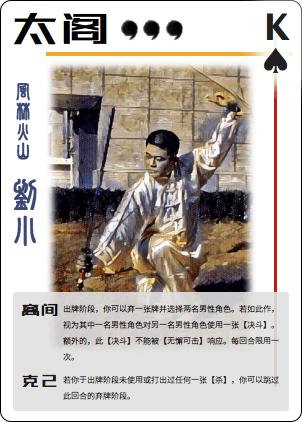 太阁
K
風林火山
劉小
离间
出牌阶段，你可以弃一张牌并选择两名男性角色。若如此作，
视为其中一名男性角色对另一名男性角色使用一张【决斗】。
额外的，此【决斗】不能被【无懈可击】响应。每回合限用一
次。
克己
若你于出牌阶段未使用或打出过任何一张【杀】，你可以跳过
此回合的弃牌阶段。